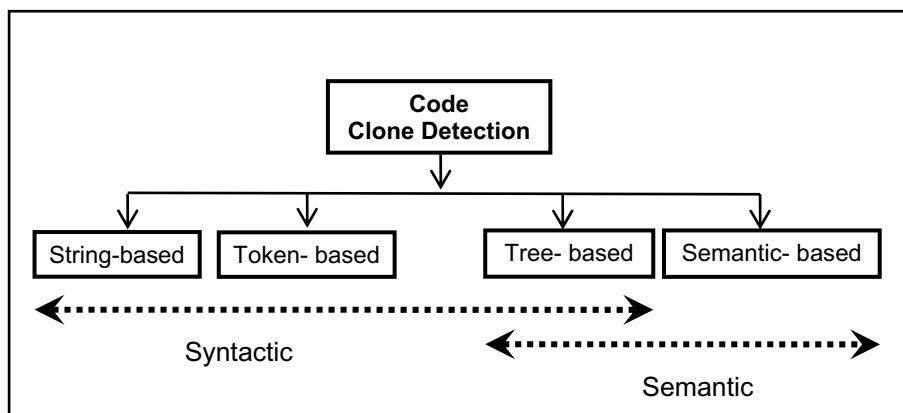 Code
Clone Detection
String-based
Token- based
Tree- based
Semantic- based
Syntactic
Semantic